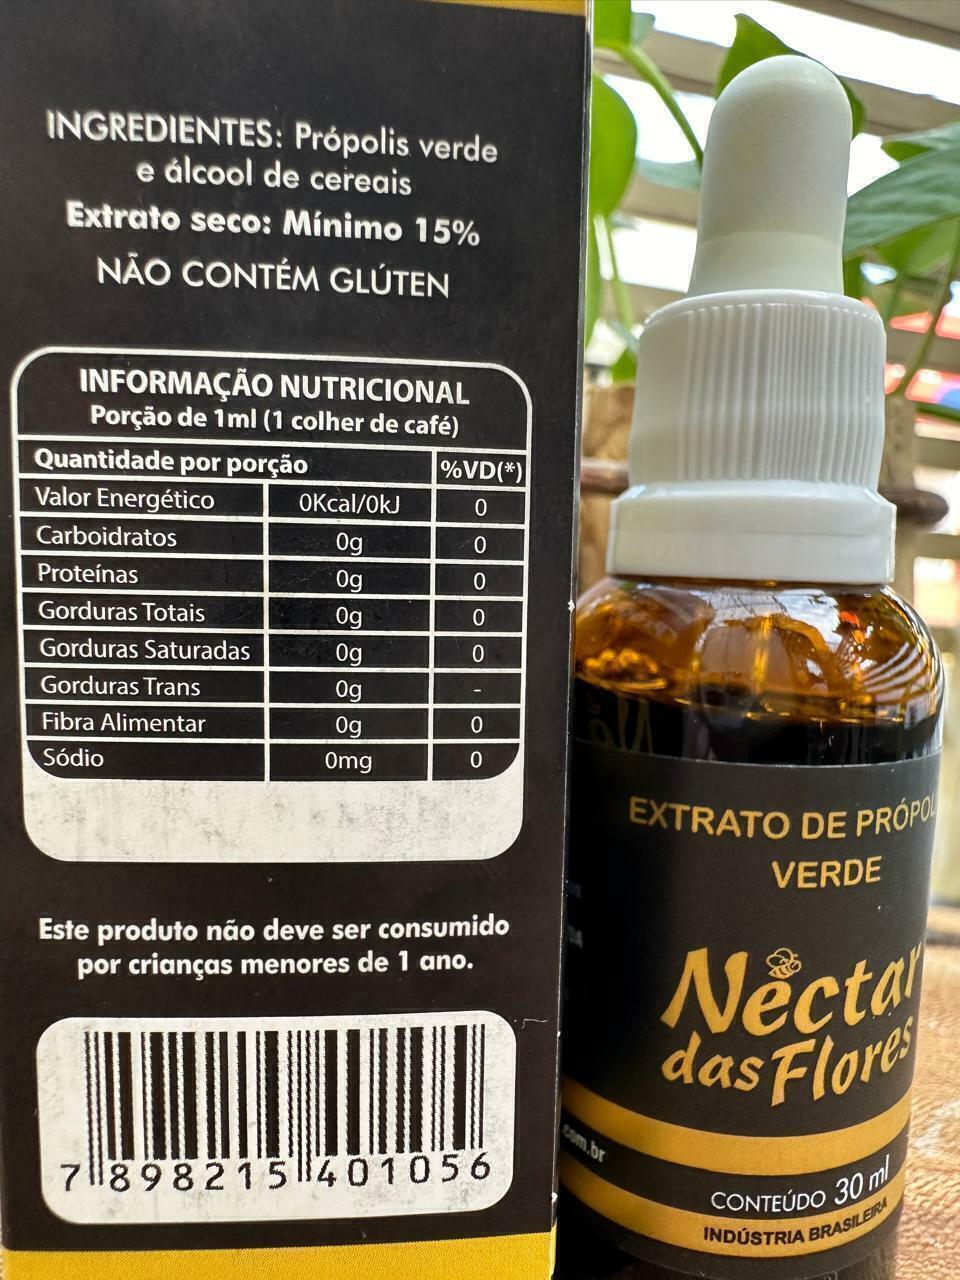 INGREDIENTES: Própolis verde
e álcool de cereais
Extrato seco: Mínimo 15%
NÃO CONTÉM GLÚTEN
INFORMAÇÃO NUTRICIONAL
Porção de 1ml (1 colher de café)
Quantidade por porção %VD(*)
Valor Energético 0Kcal/0kJ 0
Carboidratos 0g 0
Proteínas 0g 0
Gorduras Totais 0g 0
Gorduras Saturadas 0g 0
Gorduras Trans 0g -
Fibra Alimentar 0g 0
Sódio 0mg 0
Este produto não deve ser consumido
por crianças menores de 1 ano.
7 898215 401056
EXTRATO DE PRÓPOL
VERDE
Néctar
das Flores
com.br
CONTEÚDO 30 ml
INDÚSTRIA BRASILEIRA